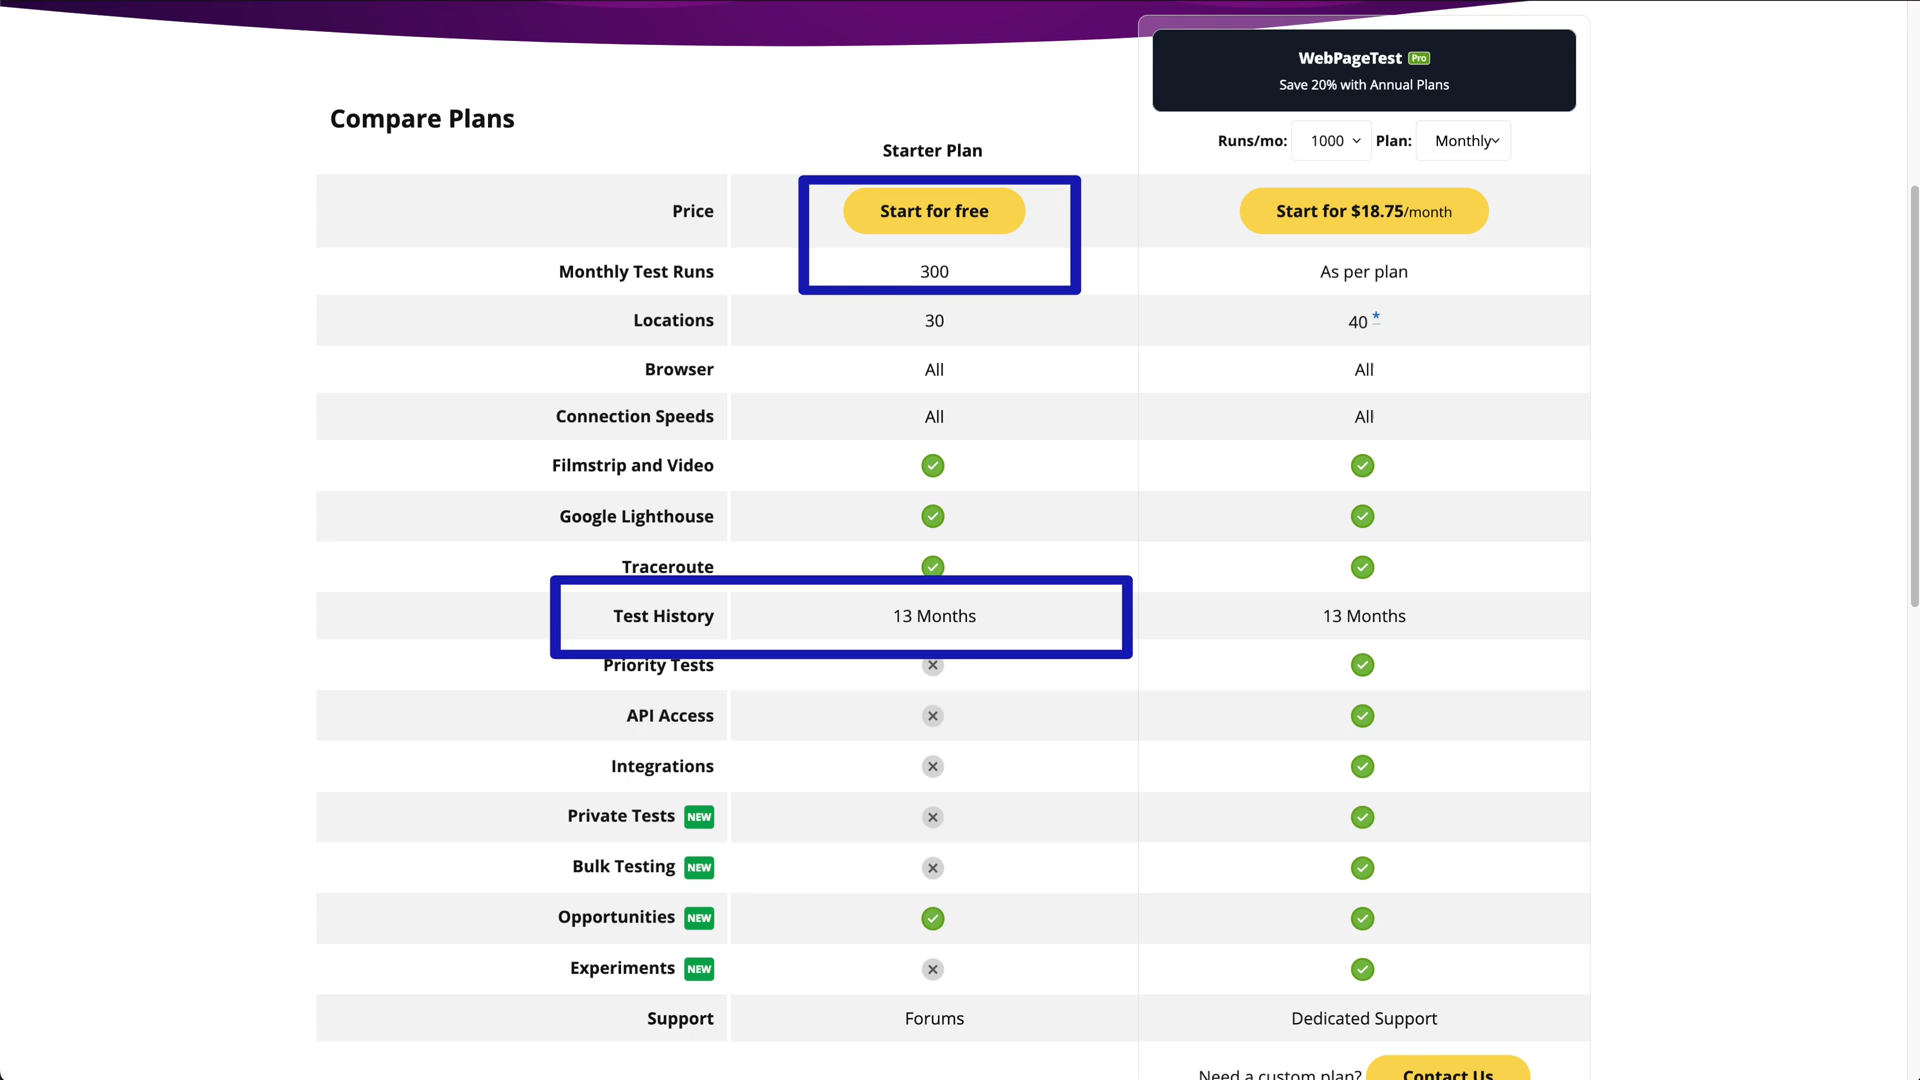 WebPageTest Pro
Save 20% with Annual Plans
Compare Plans
Runs/mo: 1000 Plan: Monthly
Starter Plan
Price Start for free Start for $18.75/month
Monthly Test Runs 300 As per plan
Locations 30 40 *
Browser All All
Connection Speeds All All
Filmstrip and Video
Google Lighthouse
Traceroute
Test History 13 Months 13 Months
Priority Tests
API Access
Integrations
Private Tests NEW
Bulk Testing NEW
Opportunities NEW
Experiments NEW
Support Forums Dedicated Support
Need a custom plan? Contact Us